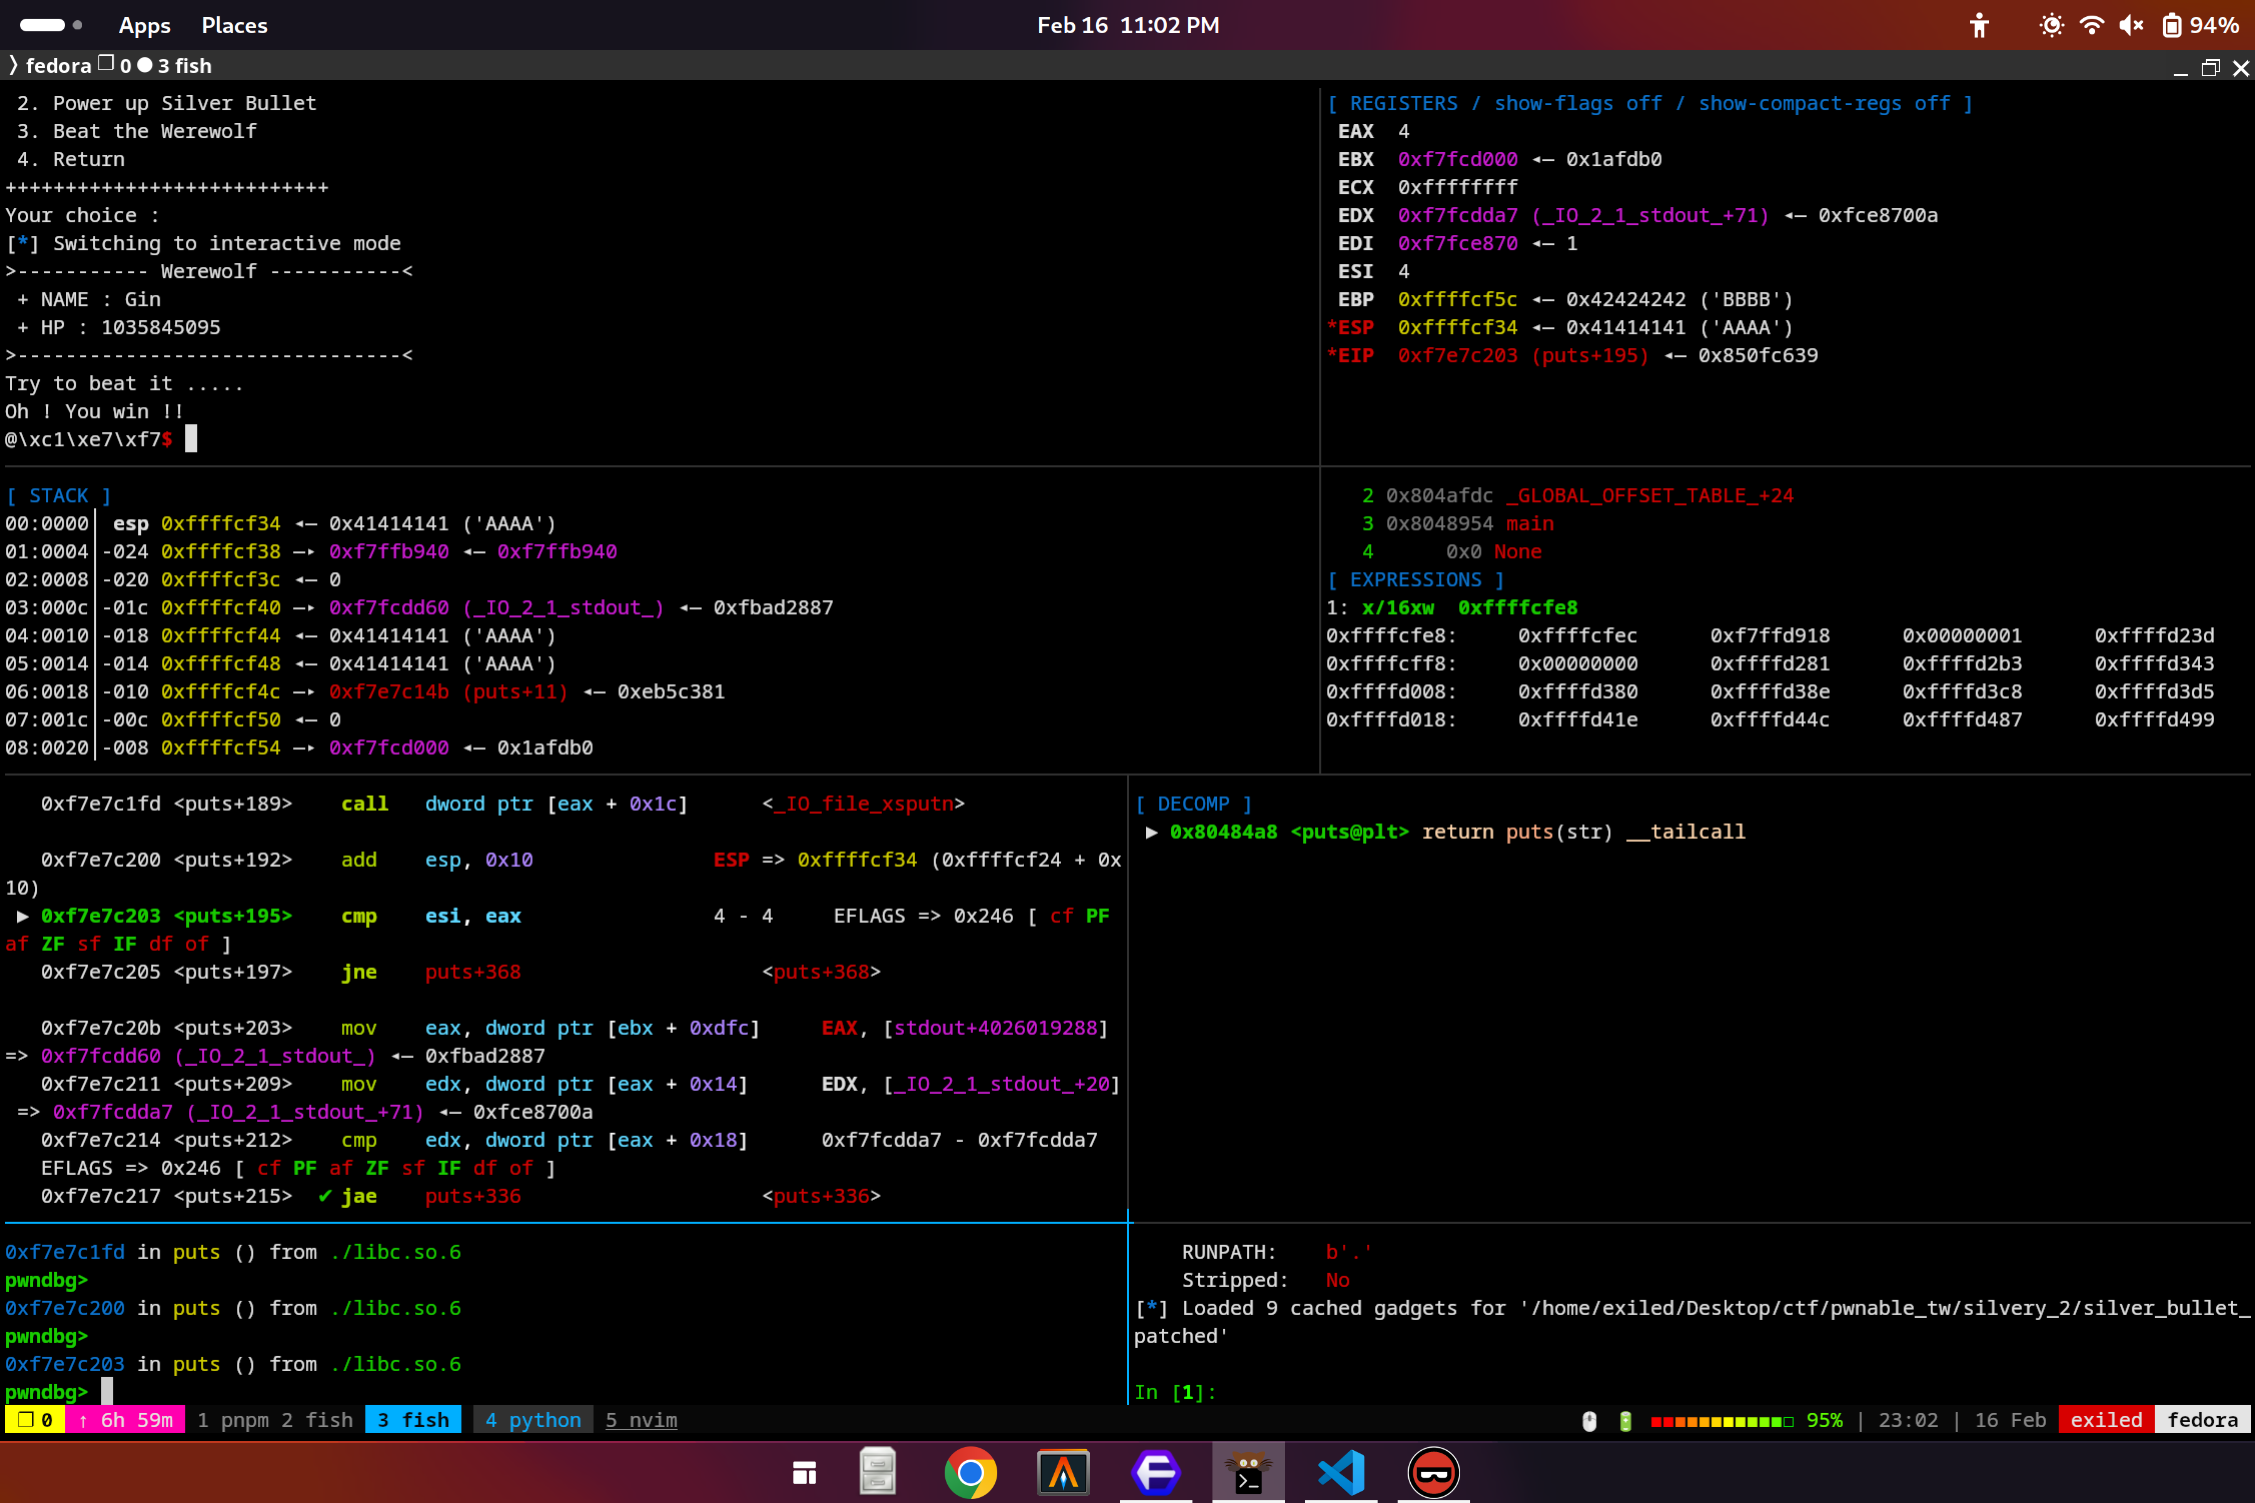 Apps Places Feb 16 11:02 PM 94%
fedora 0 3 fish
2. Power up Silver Bullet
3. Beat the Werewolf
4. Return
+++++++++++++++++++++++++++
Your choice :
[*] Switching to interactive mode
>----------- Werewolf -----------<
+ NAME : Gin
+ HP : 1035845095
>--------------------------------<
Try to beat it .....
Oh ! You win !!
@\xc1\xe7\xf7$
[ REGISTERS / show-flags off / show-compact-regs off ]
EAX 4
EBX 0xf7fcd000 ◂— 0x1afdb0
ECX 0xffffffff
EDX 0xf7fcdda7 (_IO_2_1_stdout_+71) ◂— 0xfce8700a
EDI 0xf7fce870 ◂— 1
ESI 4
EBP 0xffffcf5c ◂— 0x42424242 ('BBBB')
*ESP 0xffffcf34 ◂— 0x41414141 ('AAAA')
*EIP 0xf7e7c203 (puts+195) ◂— 0x850fc639
[ STACK ]
00:0000│ esp 0xffffcf34 ◂— 0x41414141 ('AAAA')
01:0004│-024 0xffffcf38 —▸ 0xf7ffb940 ◂— 0xf7ffb940
02:0008│-020 0xffffcf3c ◂— 0
03:000c│-01c 0xffffcf40 —▸ 0xf7fcdd60 (_IO_2_1_stdout_) ◂— 0xfbad2887
04:0010│-018 0xffffcf44 ◂— 0x41414141 ('AAAA')
05:0014│-014 0xffffcf48 ◂— 0x41414141 ('AAAA')
06:0018│-010 0xffffcf4c —▸ 0xf7e7c14b (puts+11) ◂— 0xeb5c381
07:001c│-00c 0xffffcf50 ◂— 0
08:0020│-008 0xffffcf54 —▸ 0xf7fcd000 ◂— 0x1afdb0
2 0x804afdc _GLOBAL_OFFSET_TABLE_+24
3 0x8048954 main
4 0x0 None
[ EXPRESSIONS ]
1: x/16xw 0xffffcfe8
0xffffcfe8: 0xffffcfec 0xf7ffd918 0x00000001 0xffffd23d
0xffffcff8: 0x00000000 0xffffd281 0xffffd2b3 0xffffd343
0xffffd008: 0xffffd380 0xffffd38e 0xffffd3c8 0xffffd3d5
0xffffd018: 0xffffd41e 0xffffd44c 0xffffd487 0xffffd499
0xf7e7c1fd <puts+189> call dword ptr [eax + 0x1c] <_IO_file_xsputn>
0xf7e7c200 <puts+192> add esp, 0x10 ESP => 0xffffcf34 (0xffffcf24 + 0x
10)
► 0xf7e7c203 <puts+195> cmp esi, eax 4 - 4 EFLAGS => 0x246 [ cf PF
af ZF sf IF df of ]
0xf7e7c205 <puts+197> jne puts+368 <puts+368>
0xf7e7c20b <puts+203> mov eax, dword ptr [ebx + 0xdfc] EAX, [stdout+4026019288]
=> 0xf7fcdd60 (_IO_2_1_stdout_) ◂— 0xfbad2887
0xf7e7c211 <puts+209> mov edx, dword ptr [eax + 0x14] EDX, [_IO_2_1_stdout_+20]
=> 0xf7fcdda7 (_IO_2_1_stdout_+71) ◂— 0xfce8700a
0xf7e7c214 <puts+212> cmp edx, dword ptr [eax + 0x18] 0xf7fcdda7 - 0xf7fcdda7
EFLAGS => 0x246 [ cf PF af ZF sf IF df of ]
0xf7e7c217 <puts+215> ✔ jae puts+336 <puts+336>
[ DECOMP ]
► 0x80484a8 <puts@plt> return puts(str) __tailcall
0xf7e7c1fd in puts () from ./libc.so.6
pwndbg>
0xf7e7c200 in puts () from ./libc.so.6
pwndbg>
0xf7e7c203 in puts () from ./libc.so.6
pwndbg>
RUNPATH: b'.'
Stripped: No
[*] Loaded 9 cached gadgets for '/home/exiled/Desktop/ctf/pwnable_tw/silvery_2/silver_bullet_
patched'
In [1]:
❐ 0 ↑ 6h 59m 1 pnpm 2 fish 3 fish 4 python 5 nvim 95% | 23:02 | 16 Feb exiled fedora